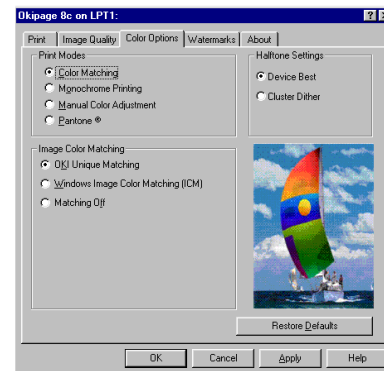 Okipage 8c on LPT1:
Print Image Quality Color Options Watermarks About
Print Modes
Color Matching
Monochrome Printing
Manual Color Adjustment
Pantone ®
Halftone Settings
Device Best
Cluster Dither
Image Color Matching
OKI Unique Matching
Windows Image Color Matching (ICM)
Matching Off
Restore Defaults
OK Cancel Apply Help